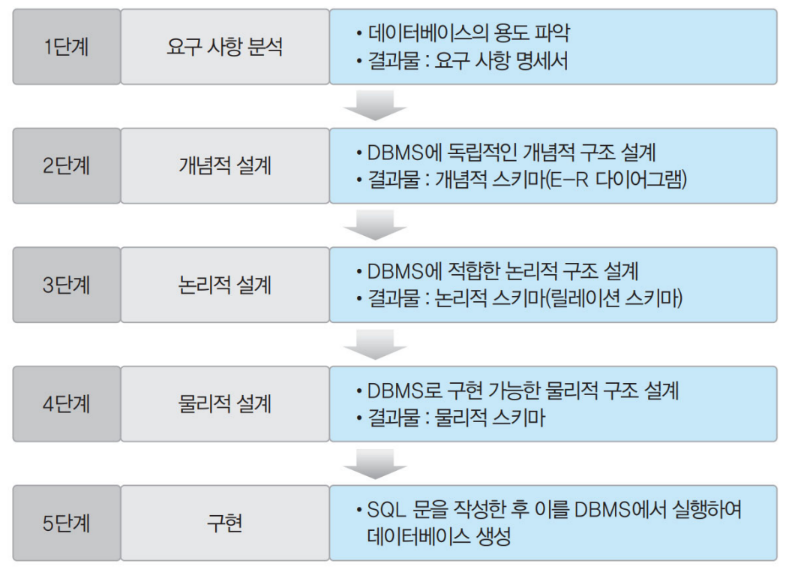 1단계
요구 사항 분석
• 데이터베이스의 용도 파악
• 결과물 : 요구 사항 명세서
2단계
개념적 설계
• DBMS에 독립적인 개념적 구조 설계
• 결과물 : 개념적 스키마(E-R 다이어그램)
3단계
논리적 설계
• DBMS에 적합한 논리적 구조 설계
• 결과물 : 논리적 스키마(릴레이션 스키마)
4단계
물리적 설계
• DBMS로 구현 가능한 물리적 구조 설계
• 결과물 : 물리적 스키마
5단계
구현
• SQL 문을 작성한 후 이를 DBMS에서 실행하여
데이터베이스 생성